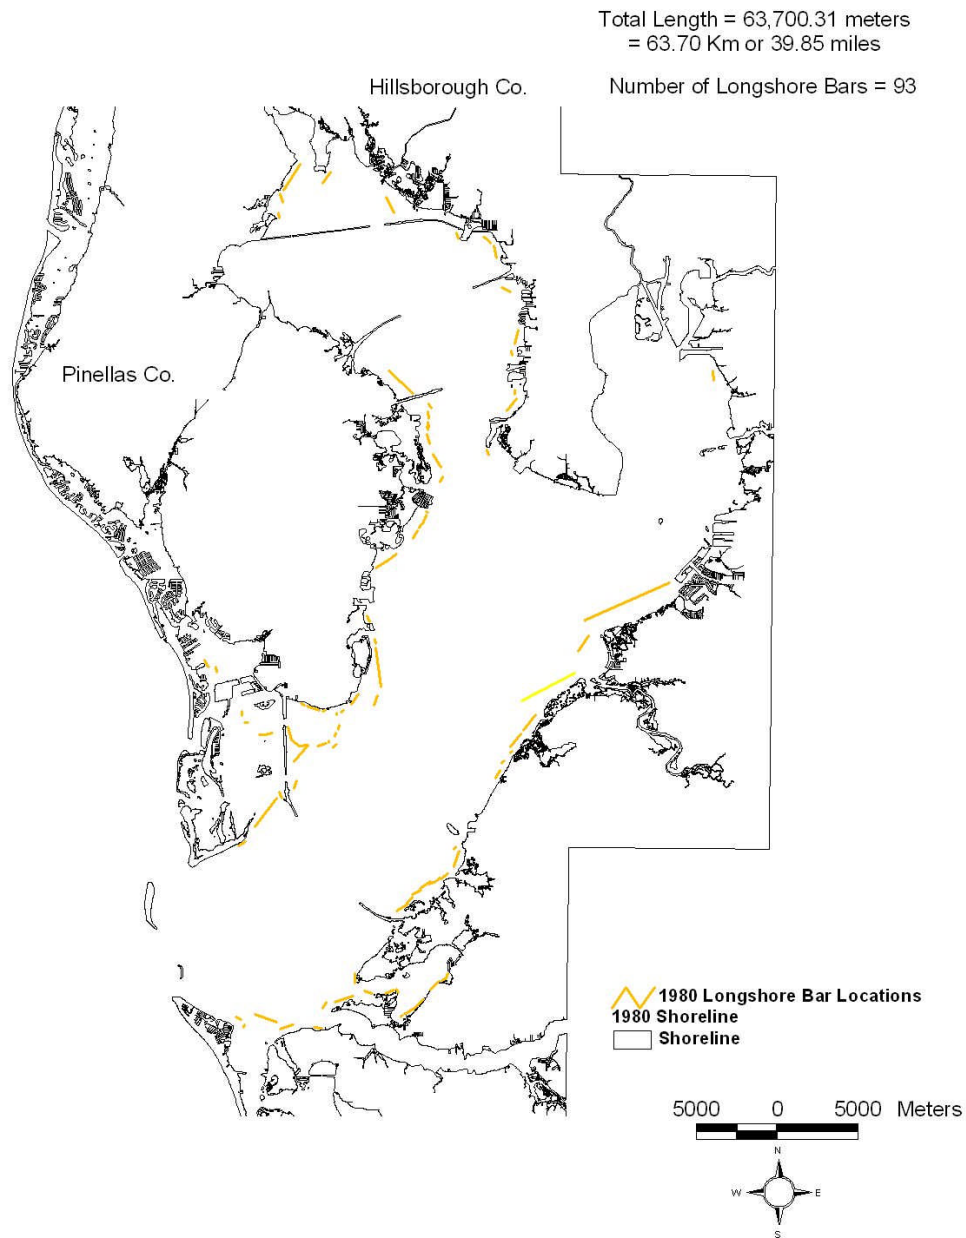 Total Length = 63,700.31 meters
= 63.70 Km or 39.85 miles
Hillsborough Co.
Number of Longshore Bars = 93
Pinellas Co.
1980 Longshore Bar Locations
1980 Shoreline
Shoreline
5000 0 5000 Meters
N
W E
S